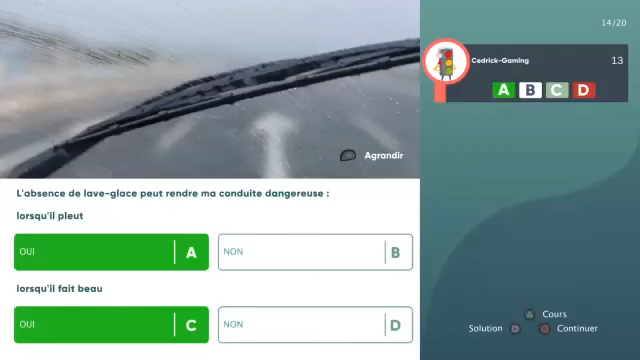 14/20
Cedrick-Gaming 13
A B C D
Agrandir
L'absence de lave-glace peut rendre ma conduite dangereuse :
lorsqu'il pleut
OUI A NON B
lorsqu'il fait beau
OUI C NON D
Cours
Solution Continuer